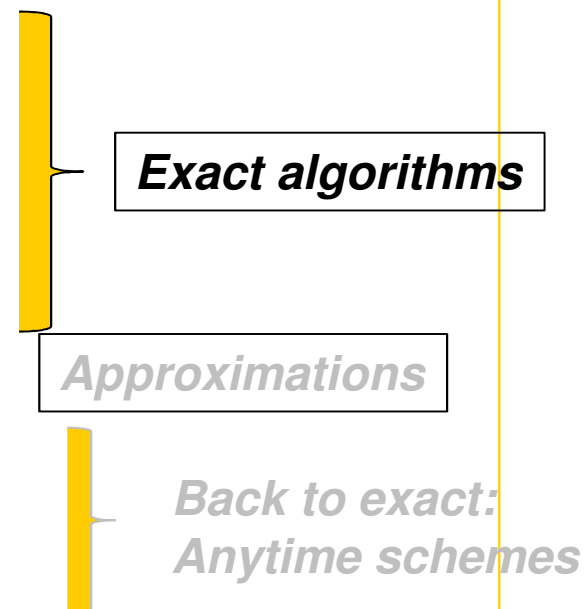 Exact algorithms
Approximations
Back to exact:
Anytime schemes